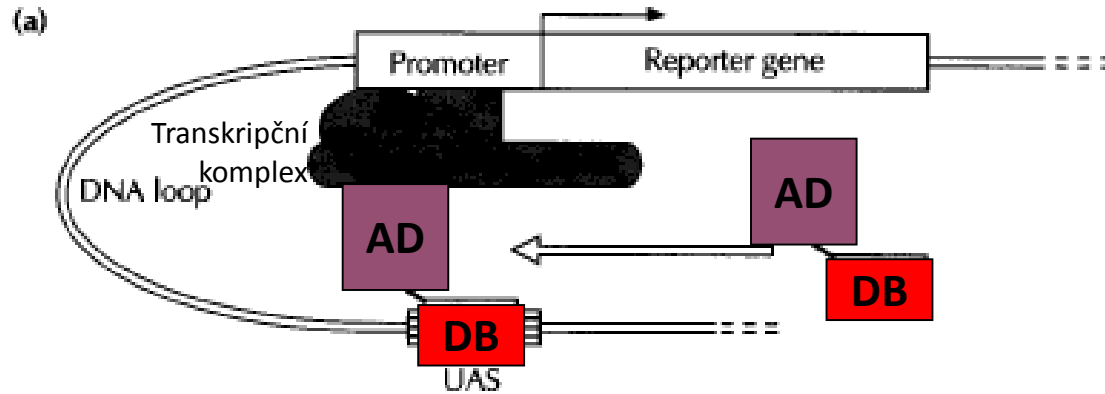 (a)
Promoter
Reporter gene
Transkripční
komplex
DNA loop
AD
AD
DB
DB
UAS